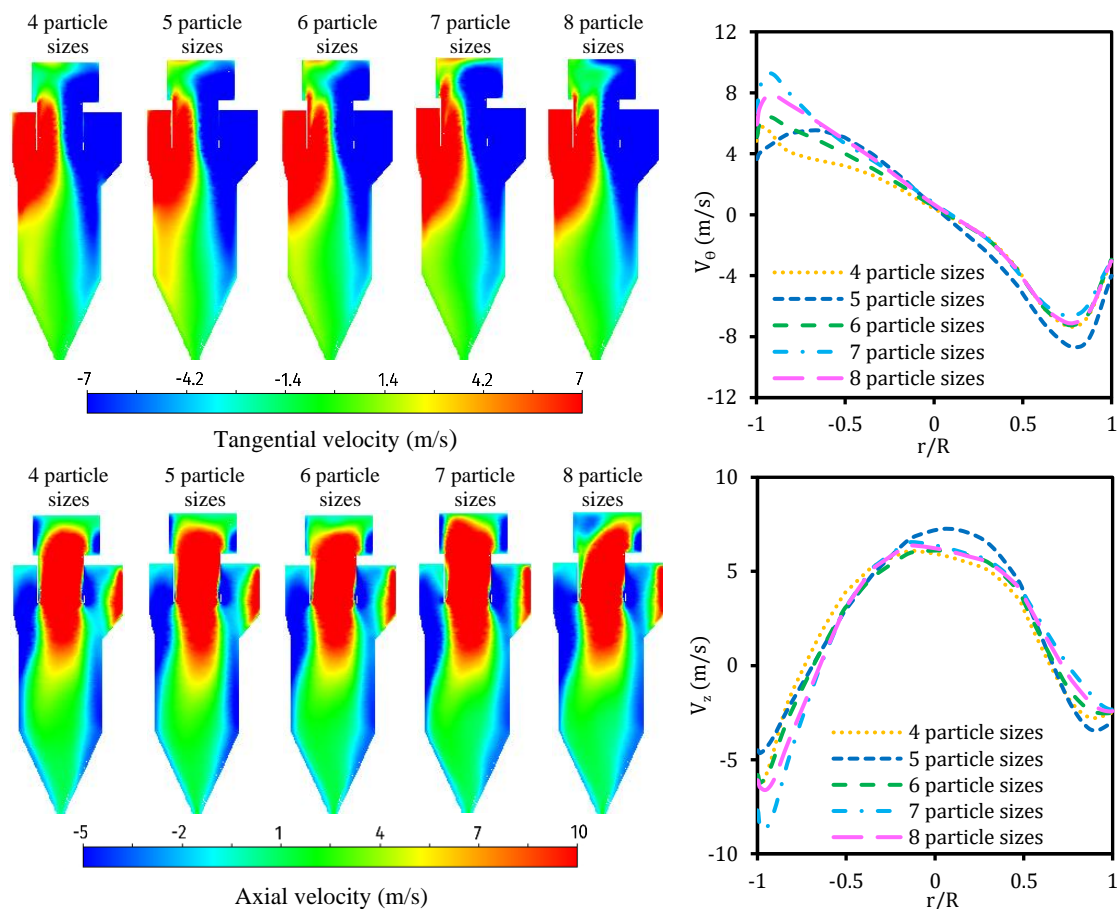 4 particle sizes
5 particle sizes
6 particle sizes
7 particle sizes
8 particle sizes
-7 -4.2 -1.4 1.4 4.2 7
Tangential velocity (m/s)
12
8
4
0
-4
-8
-12
Vθ (m/s)
4 particle sizes
5 particle sizes
6 particle sizes
7 particle sizes
8 particle sizes
-1 -0.5 0 0.5 1
r/R
4 particle sizes
5 particle sizes
6 particle sizes
7 particle sizes
8 particle sizes
-5 -2 1 4 7 10
Axial velocity (m/s)
10
5
0
-5
-10
Vz (m/s)
4 particle sizes
5 particle sizes
6 particle sizes
7 particle sizes
8 particle sizes
-1 -0.5 0 0.5 1
r/R